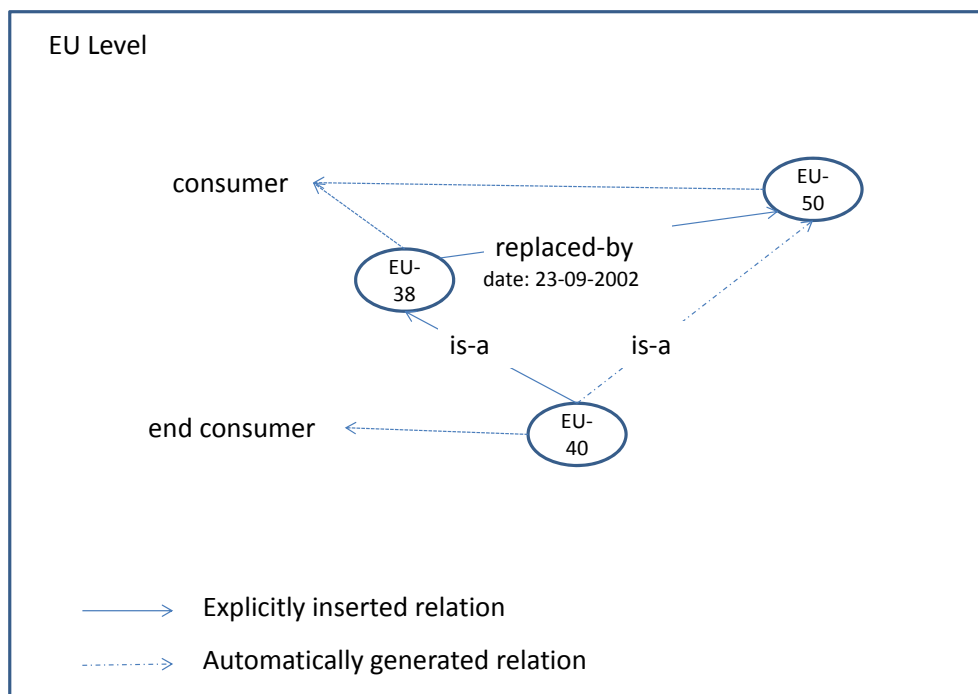 EU Level
consumer
EU-
50
replaced-by
date: 23-09-2002
EU-
38
is-a
is-a
end consumer
EU-
40
Explicitly inserted relation
Automatically generated relation